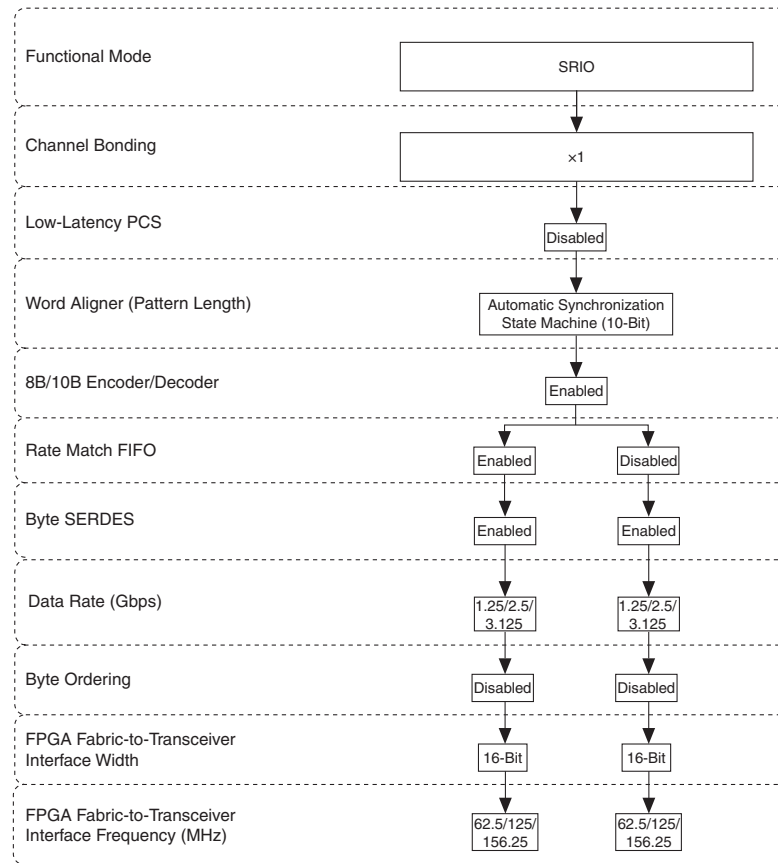 Functional Mode
SRIO
Channel Bonding
×1
Low-Latency PCS
Disabled
Word Aligner (Pattern Length)
Automatic Synchronization
State Machine (10-Bit)
8B/10B Encoder/Decoder
Enabled
Rate Match FIFO
Enabled
Disabled
Byte SERDES
Enabled
Enabled
Data Rate (Gbps)
1.25/2.5/
3.125
1.25/2.5/
3.125
Byte Ordering
Disabled
Disabled
FPGA Fabric-to-Transceiver
Interface Width
16-Bit
16-Bit
FPGA Fabric-to-Transceiver
Interface Frequency (MHz)
62.5/125/
156.25
62.5/125/
156.25